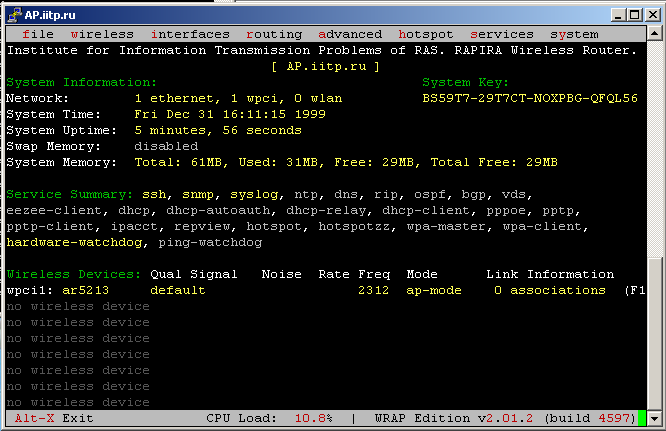 AP.iitp.ru
file wireless interfaces routing advanced hotspot services system
Institute for Information Transmission Problems of RAS. RAPIRA Wireless Router.
[ AP.iitp.ru ]
System Information: System Key:
Network: 1 ethernet, 1 wpci, 0 wlan BS59T7-29T7CT-NOXPBG-QFQL56
System Time: Fri Dec 31 16:11:15 1999
System Uptime: 5 minutes, 56 seconds
Swap Memory: disabled
System Memory: Total: 61MB, Used: 31MB, Free: 29MB, Total Free: 29MB
Service Summary: ssh, snmp, syslog, ntp, dns, rip, ospf, bgp, vds,
eezee-client, dhcp, dhcp-autoauth, dhcp-relay, dhcp-client, pppoe, pptp,
pptp-client, ipacct, repview, hotspot, hotspotzz, wpa-master, wpa-client,
hardware-watchdog, ping-watchdog
Wireless Devices: Qual Signal Noise Rate Freq Mode Link Information
wpci1: ar5213 default 2312 ap-mode 0 associations (F1
no wireless device
no wireless device
no wireless device
no wireless device
no wireless device
no wireless device
no wireless device
Alt-X Exit CPU Load: 10.8% | WRAP Edition v2.01.2 (build 4597)